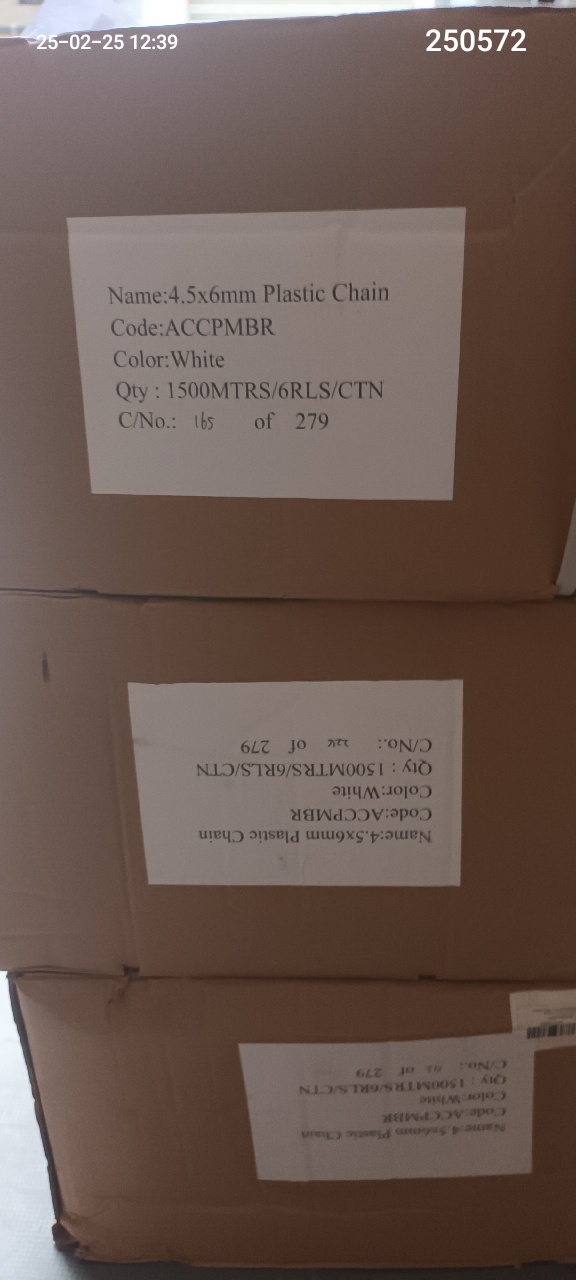 25-02-25 12:39
250572
Name:4.5x6mm Plastic Chain
Code:ACCPMBR
Color:White
Qty : 1500MTRS/6RLS/CTN
C/No.: 165 of 279
Name:4.5x6mm Plastic Chain
Code:ACCPMBR
Color:White
Qty : 1500MTRS/6RLS/CTN
C/No.: of 279
Name:4.5x6mm Plastic Chain
Code:ACCPMBR
Color:White
Qty : 1500MTRS/6RLS/CTN
C/No.: of 279